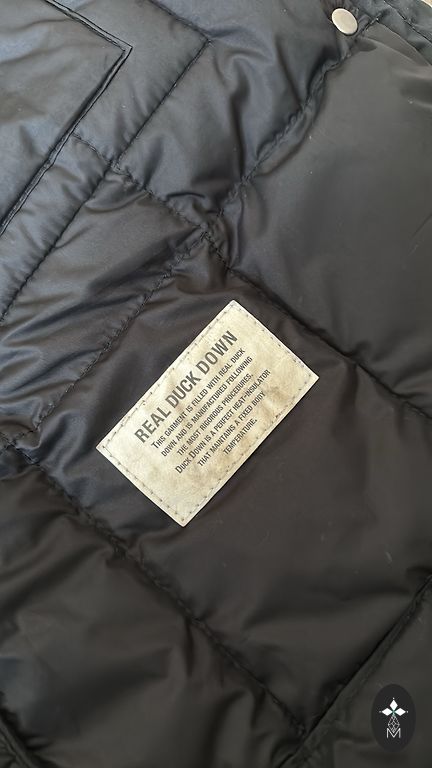 REAL DUCK DOWN
THIS GARMENT IS FILLED WITH REAL DUCK
DOWN AND IS MANUFACTURED FOLLOWING
THE MOST RIGOROUS PROCEDURES.
DUCK DOWN IS A PERFECT HEAT-INSULATOR
THAT MAINTAINS A FIXED BODY
TEMPERATURE.
M